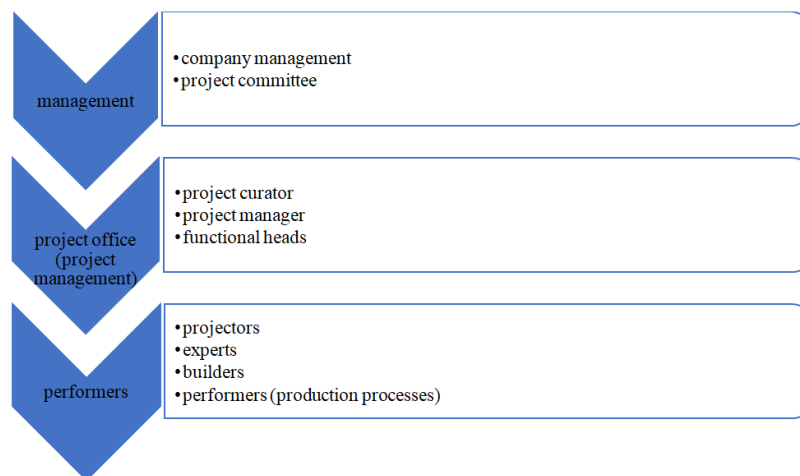 management
•company management
•project committee
project office
(project
management)
•project curator
•project manager
•functional heads
performers
•projectors
•experts
•builders
•performers (production processes)